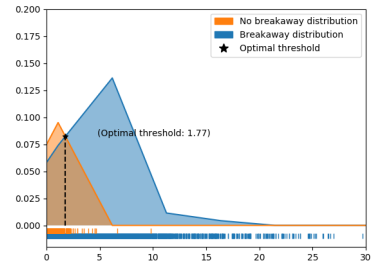 0.200
No breakaway distribution
Breakaway distribution
Optimal threshold
0.175
0.150
0.125
0.100
(Optimal threshold: 1.77)
0.075
0.050
0.025
0.000
0 5 10 15 20 25 30